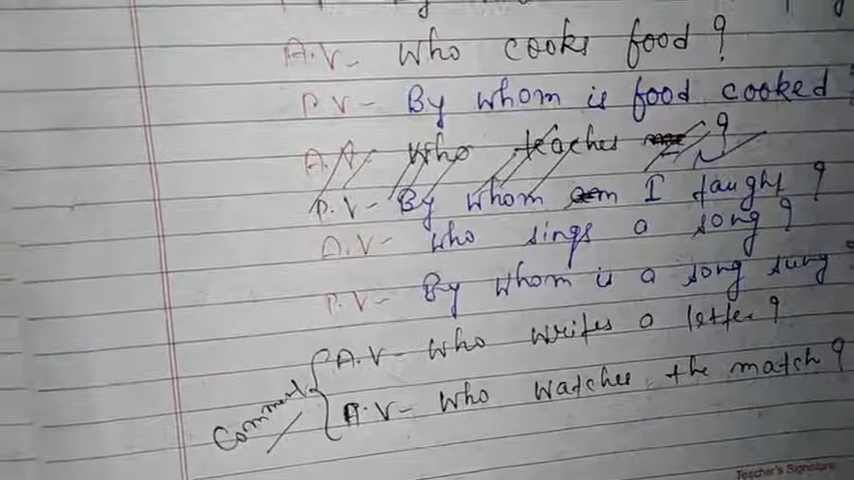 A.V- Who cooks food ?
P.V- By whom is food cooked
A.A Who teaches ?
P.V- By whom I taught ?
A.V- Who sings a song ?
P.V- By whom is a song sung ?
A.V- Who writes a letter ?
Comment A.V- Who watches the match ?
Teacher's Signature